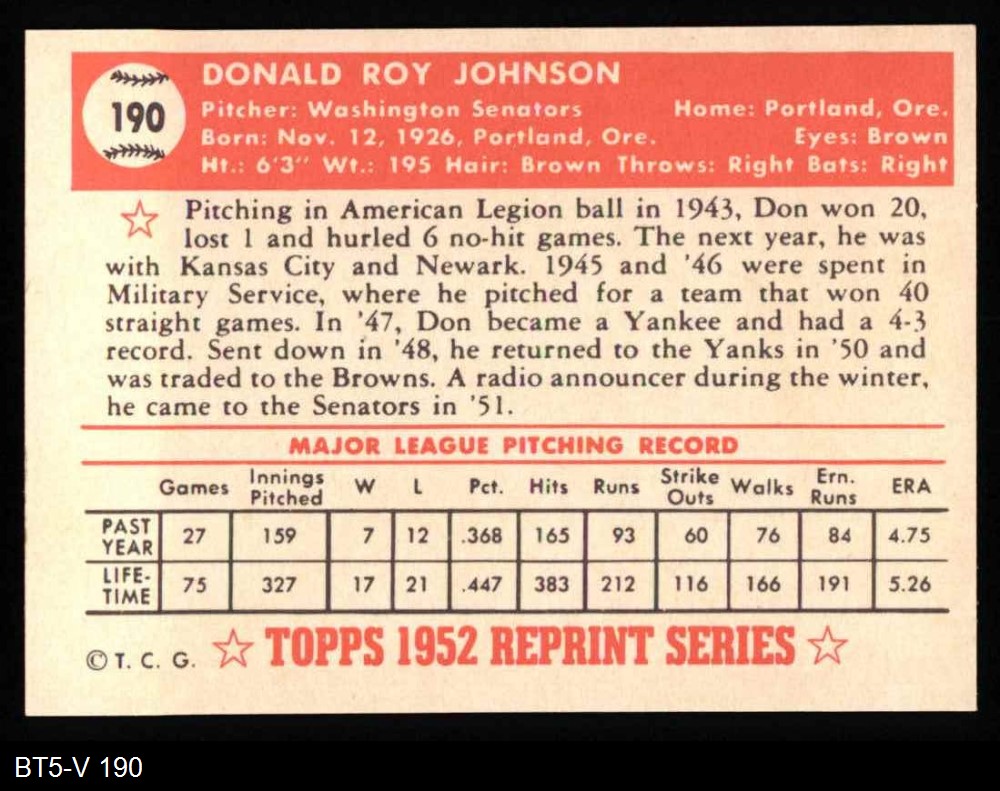 190
DONALD ROY JOHNSON
Pitcher: Washington Senators Home: Portland, Ore.
Born: Nov. 12, 1926, Portland, Ore. Eyes: Brown
Ht.: 6'3" Wt.: 195 Hair: Brown Throws: Right Bats: Right
Pitching in American Legion ball in 1943, Don won 20,
lost 1 and hurled 6 no-hit games. The next year, he was
with Kansas City and Newark. 1945 and '46 were spent in
Military Service, where he pitched for a team that won 40
straight games. In '47, Don became a Yankee and had a 4-3
record. Sent down in '48, he returned to the Yanks in '50 and
was traded to the Browns. A radio announcer during the winter,
he came to the Senators in '51.
MAJOR LEAGUE PITCHING RECORD
Games Innings Pitched W L Pct. Hits Runs Strike Outs Walks Ern. Runs ERA
PAST YEAR 27 159 7 12 .368 165 93 60 76 84 4.75
LIFE-TIME 75 327 17 21 .447 383 212 116 166 191 5.26
© T. C. G. ☆ TOPPS 1952 REPRINT SERIES ☆
BT5-V 190